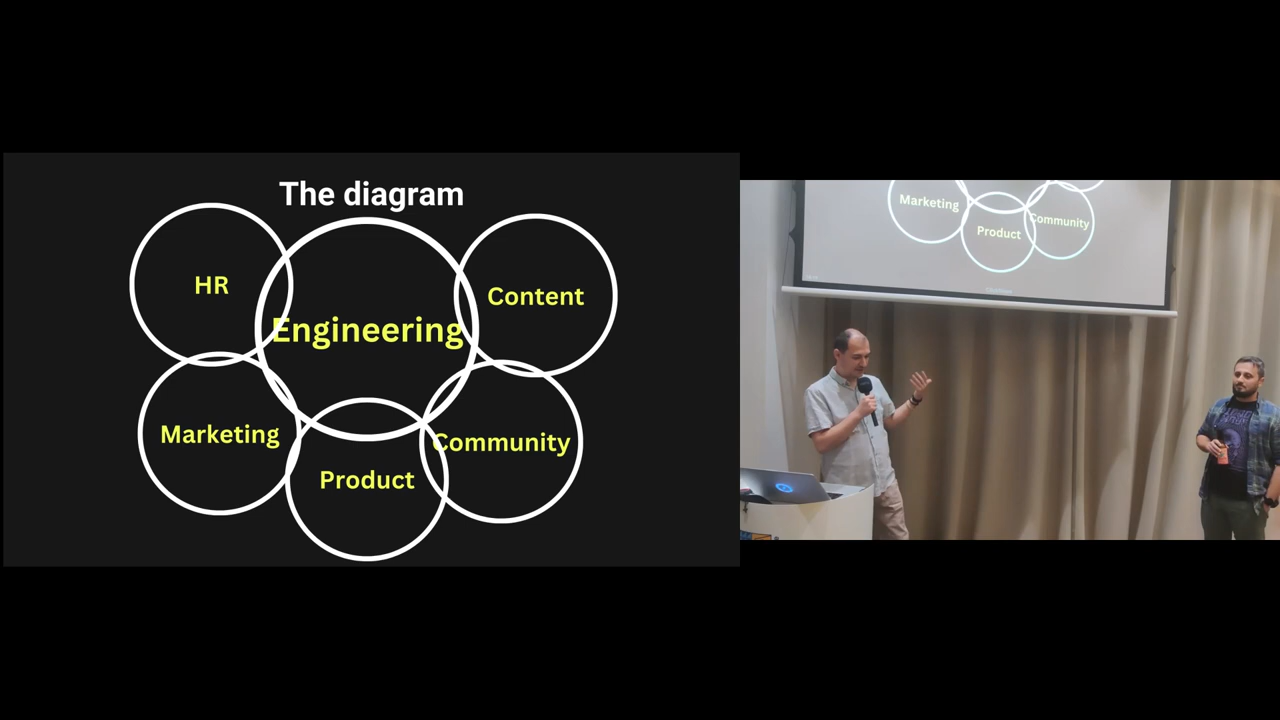 The diagram
HR
Content
Engineering
Marketing
Community
Product
Marketing
Community
Product